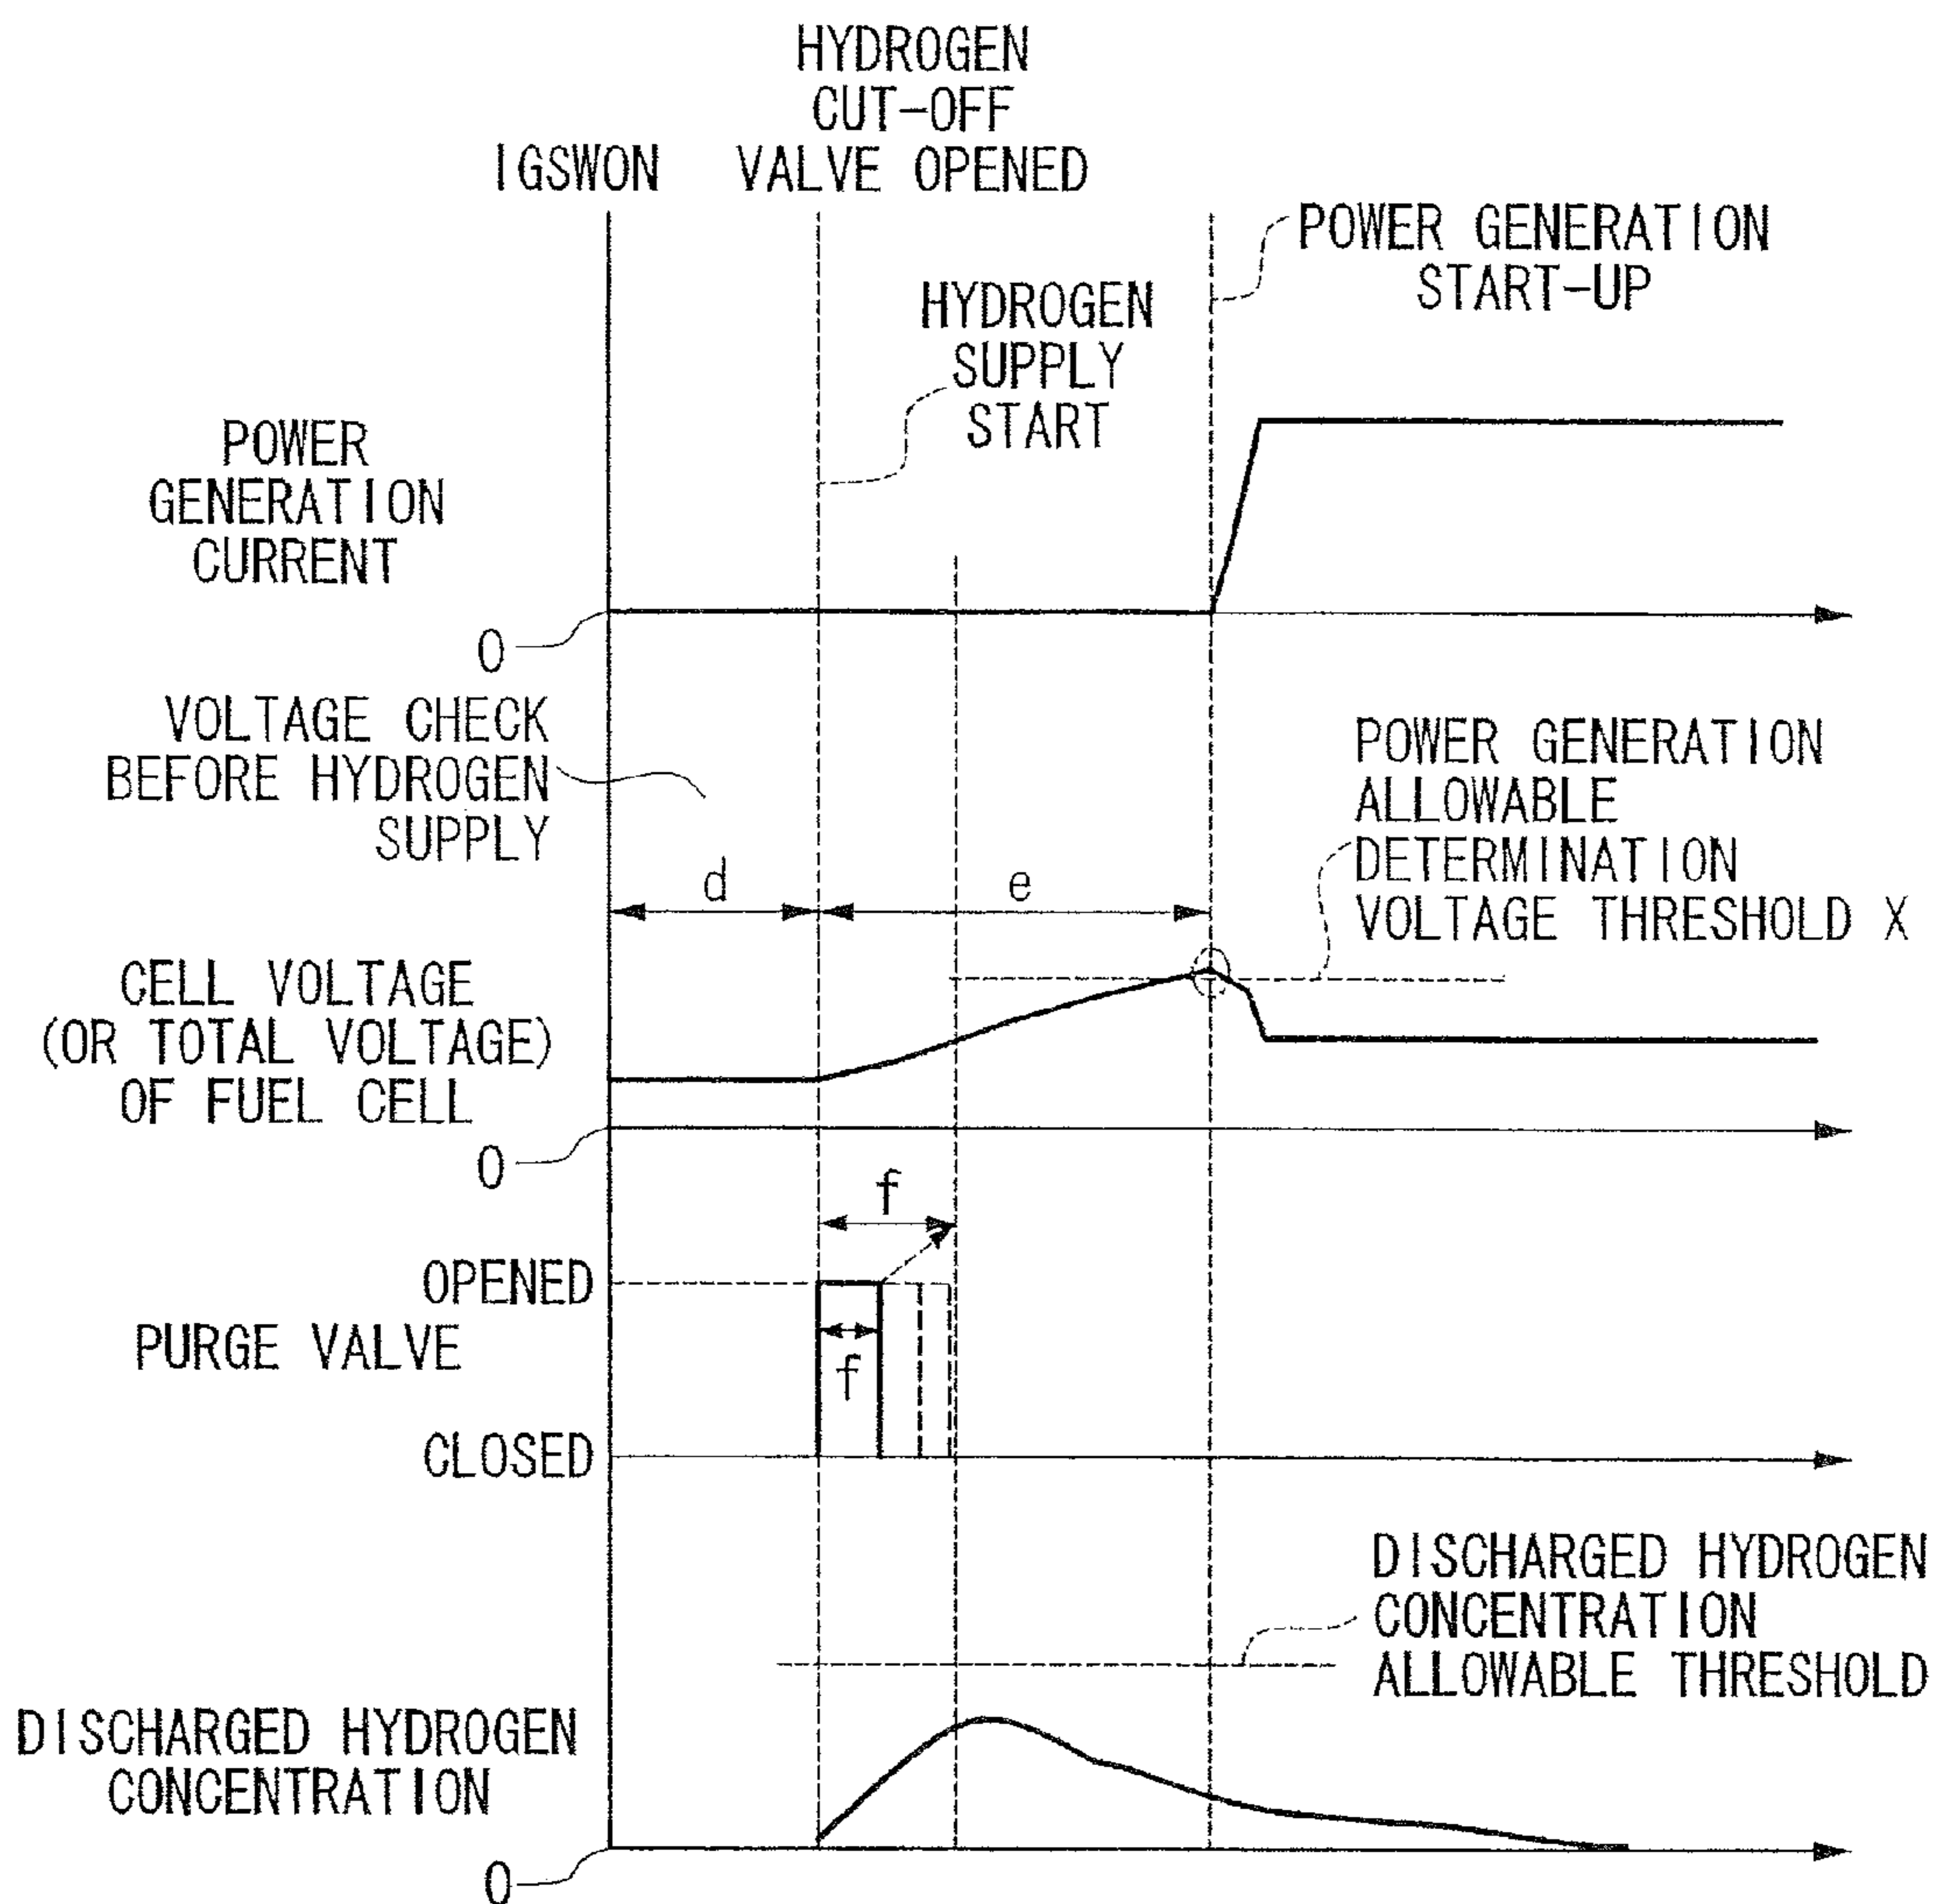 HYDROGEN
CUT-OFF
IGSWON VALVE OPENED
POWER GENERATION
START-UP
HYDROGEN
SUPPLY
START
POWER
GENERATION
CURRENT
0
VOLTAGE CHECK
BEFORE HYDROGEN
SUPPLY
POWER GENERATION
ALLOWABLE
DETERMINATION
VOLTAGE THRESHOLD X
d
e
CELL VOLTAGE
(OR TOTAL VOLTAGE)
OF FUEL CELL
0
f
OPENED
PURGE VALVE
f
CLOSED
DISCHARGED HYDROGEN
CONCENTRATION
ALLOWABLE THRESHOLD
DISCHARGED HYDROGEN
CONCENTRATION
0